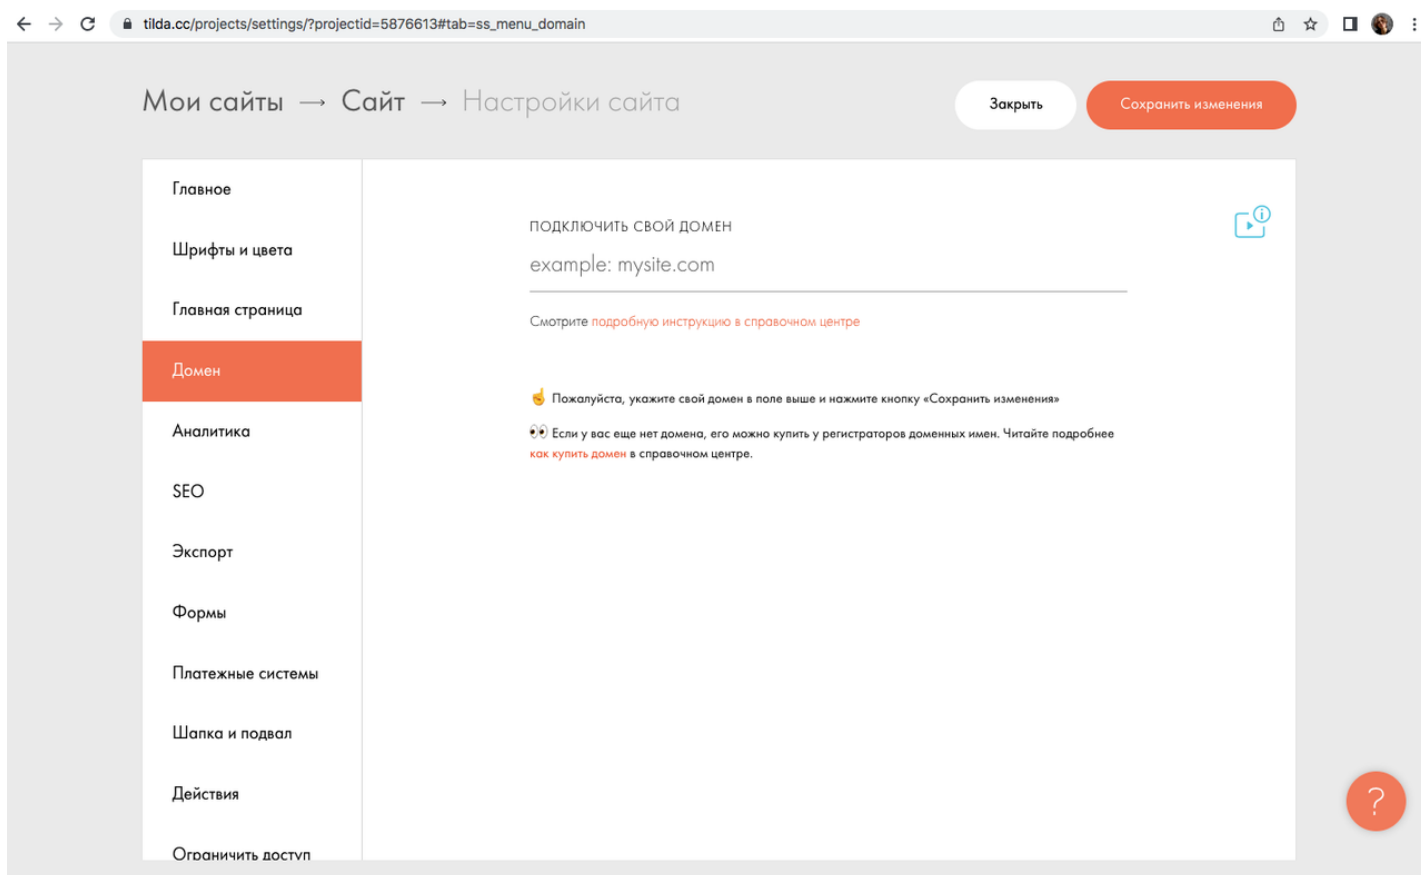 tilda.cc/projects/settings/?projectid=5876613#tab=ss_menu_domain
Мои сайты → Сайт → Настройки сайта
Закрыть
Сохранить изменения
Главное
Шрифты и цвета
Главная страница
Домен
Аналитика
SEO
Экспорт
Формы
Платежные системы
Шапка и подвал
Действия
Ограничить доступ
ПОДКЛЮЧИТЬ СВОЙ ДОМЕН
example: mysite.com
Смотрите подробную инструкцию в справочном центре
☝ Пожалуйста, укажите свой домен в поле выше и нажмите кнопку «Сохранить изменения»
👀 Если у вас еще нет домена, его можно купить у регистраторов доменных имен. Читайте подробнее
как купить домен в справочном центре.
?